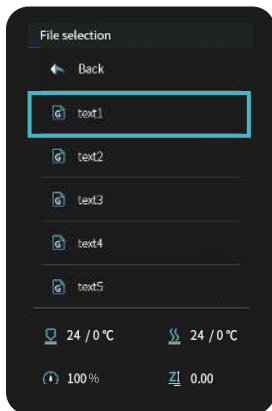 File selection
Back
text1
text2
text3
text4
text5
24 / 0 ℃ 24 / 0 ℃
100 % 0.00